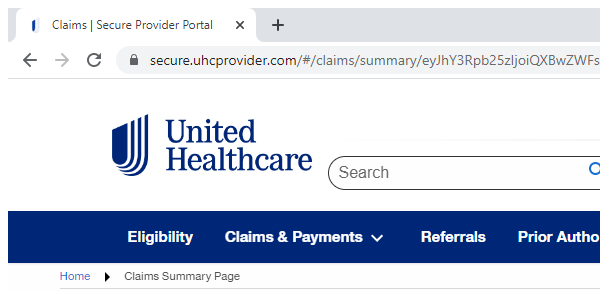 Claims | Secure Provider Portal
secure.uhcprovider.com/#/claims/summary/eyJhY3Rpb25zIjoiQXBwZWFs
United
Healthcare
Search
Eligibility Claims & Payments Referrals Prior Autho
Home Claims Summary Page